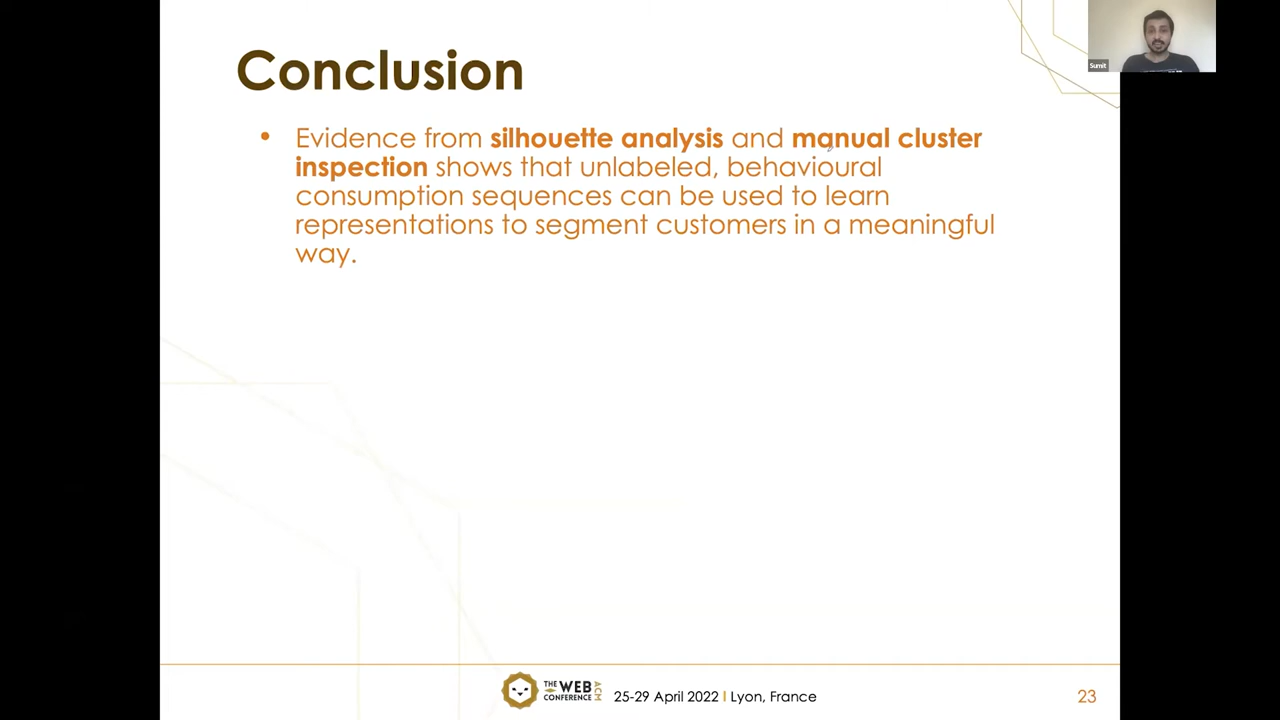 Conclusion
Sumit
• Evidence from silhouette analysis and manual cluster
inspection shows that unlabeled, behavioural
consumption sequences can be used to learn
representations to segment customers in a meaningful
way.
THE WEB
CONFERENCE
ACM
25-29 April 2022 I Lyon, France
23